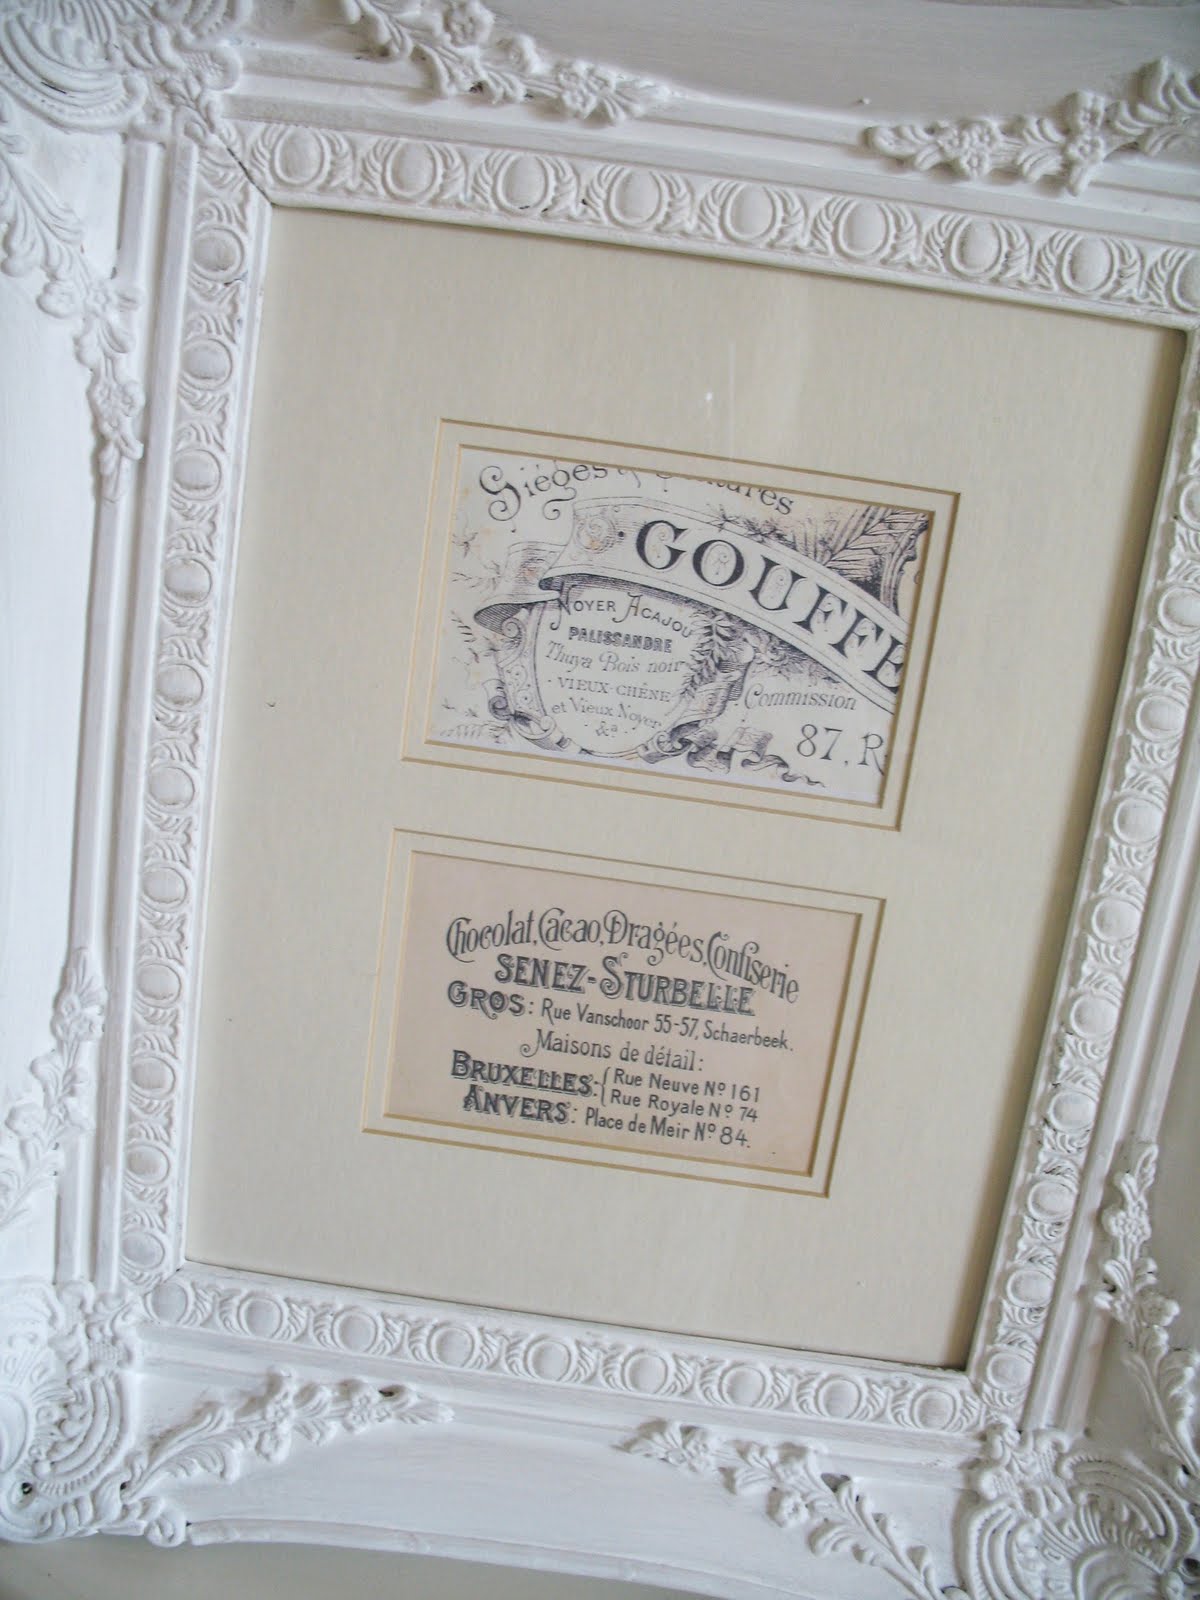 Sièges &
GOUFFE
NOYER ACAJOU
PALISSANDRE
Thuya Bois noir
· VIEUX-CHÊNE
et Vieux Noyer
&a.
Commission
87, R
Chocolat, Cacao, Dragées, Confiserie
SENEZ-STURBELLE
GROS: Rue Vanschoor 55-57, Schaerbeek.
Maisons de détail:
BRUXELLES: { Rue Neuve No 161
Rue Royale No 74
ANVERS: Place de Meir No 84.